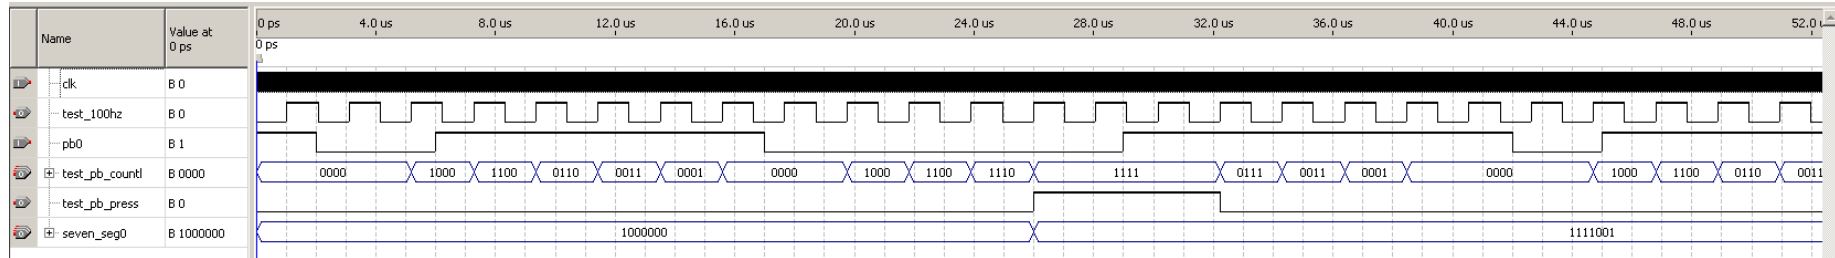 Name
Value at
0 ps
0 ps 4.0 us 8.0 us 12.0 us 16.0 us 20.0 us 24.0 us 28.0 us 32.0 us 36.0 us 40.0 us 44.0 us 48.0 us 52.0
0 ps
clk B 0
test_100hz B 0
pb0 B 1
test_pb_countl B 0000 0000 1000 1100 0110 0011 0001 0000 1000 1100 1110 1111 0111 0011 0001 0000 1000 1100 0110 0011
test_pb_press B 0
seven_seg0 B 1000000 1000000 1111001